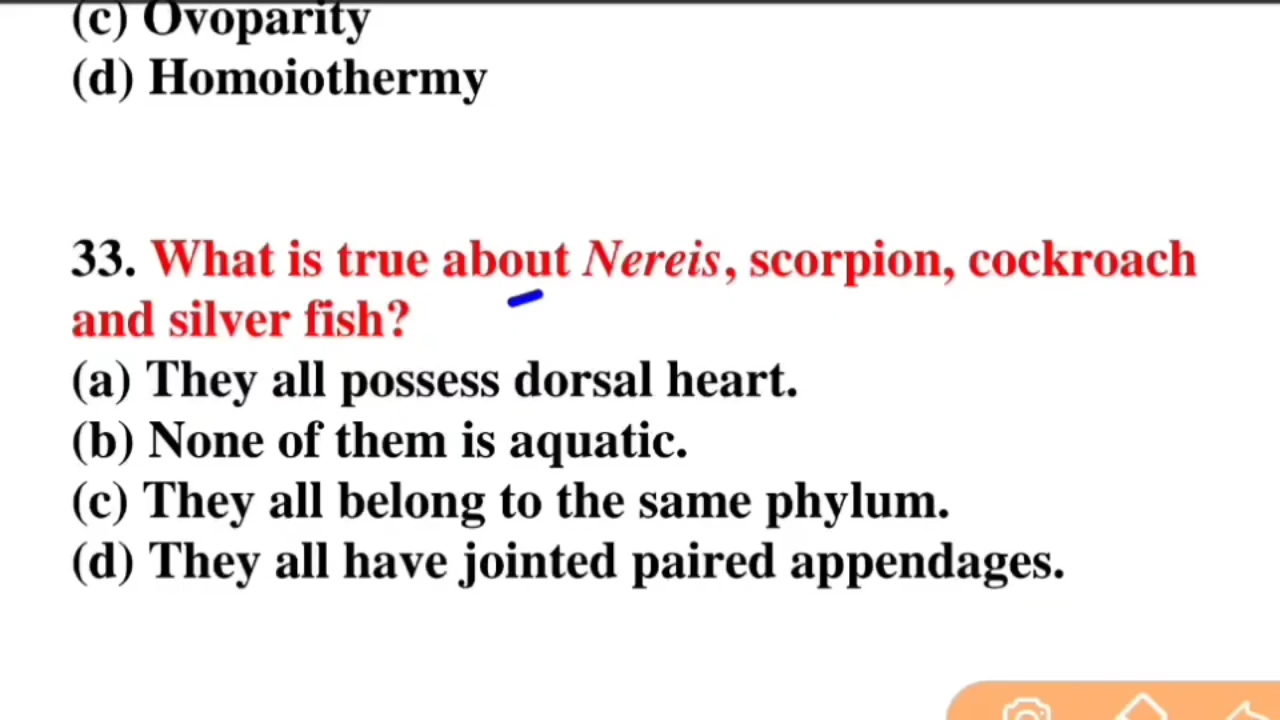 (c) Ovoparity
(d) Homoiothermy
33. What is true about Nereis, scorpion, cockroach
and silver fish?
(a) They all possess dorsal heart.
(b) None of them is aquatic.
(c) They all belong to the same phylum.
(d) They all have jointed paired appendages.